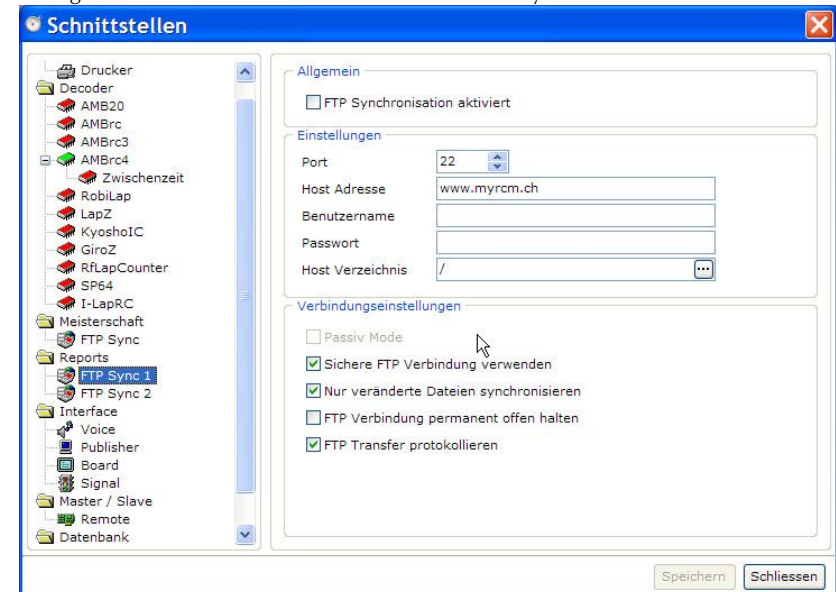 Schnittstellen
Drucker
Decoder
AMB20
AMBrc
AMBrc3
AMBrc4
Zwischenzeit
RobiLap
LapZ
KyoshoIC
GiroZ
RfLapCounter
SP64
I-LapRC
Meisterschaft
FTP Sync
Reports
FTP Sync 1
FTP Sync 2
Interface
Voice
Publisher
Board
Signal
Master / Slave
Remote
Datenbank
Allgemein
FTP Synchronisation aktiviert
Einstellungen
Port 22
Host Adresse www.myrcm.ch
Benutzername
Passwort
Host Verzeichnis / ...
Verbindungseinstellungen
Passiv Mode
Sichere FTP Verbindung verwenden
Nur veränderte Dateien synchronisieren
FTP Verbindung permanent offen halten
FTP Transfer protokollieren
Speichern Schliessen